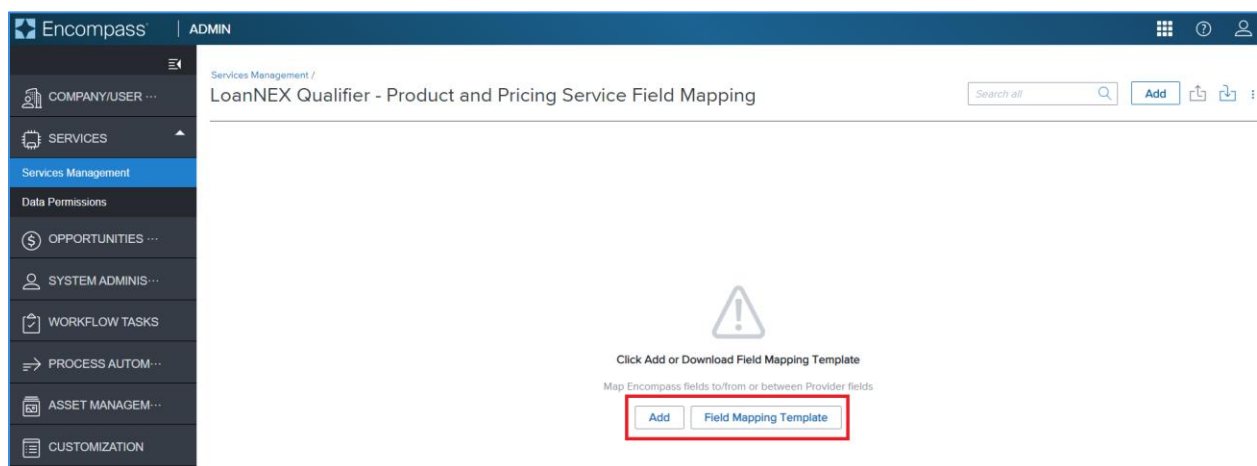 Encompass | ADMIN
COMPANY/USER ...
SERVICES
Services Management
Data Permissions
OPPORTUNITIES ...
SYSTEM ADMINIS...
WORKFLOW TASKS
PROCESS AUTOM...
ASSET MANAGEM...
CUSTOMIZATION
Services Management /
LoanNEX Qualifier - Product and Pricing Service Field Mapping
Search all
Add
Click Add or Download Field Mapping Template
Map Encompass fields to/from or between Provider fields
Add
Field Mapping Template